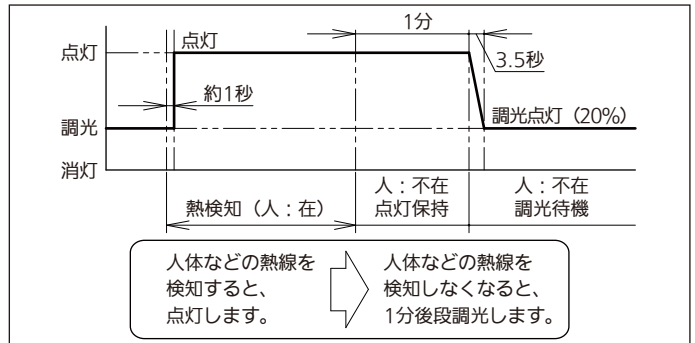 1分
点灯
点灯
3.5秒
約1秒
調光
調光点灯（20%）
消灯
熱検知（人：在）
人：不在
点灯保持
人：不在
調光待機
人体などの熱線を
検知すると、
点灯します。
人体などの熱線を
検知しなくなると、
1分後段調光します。